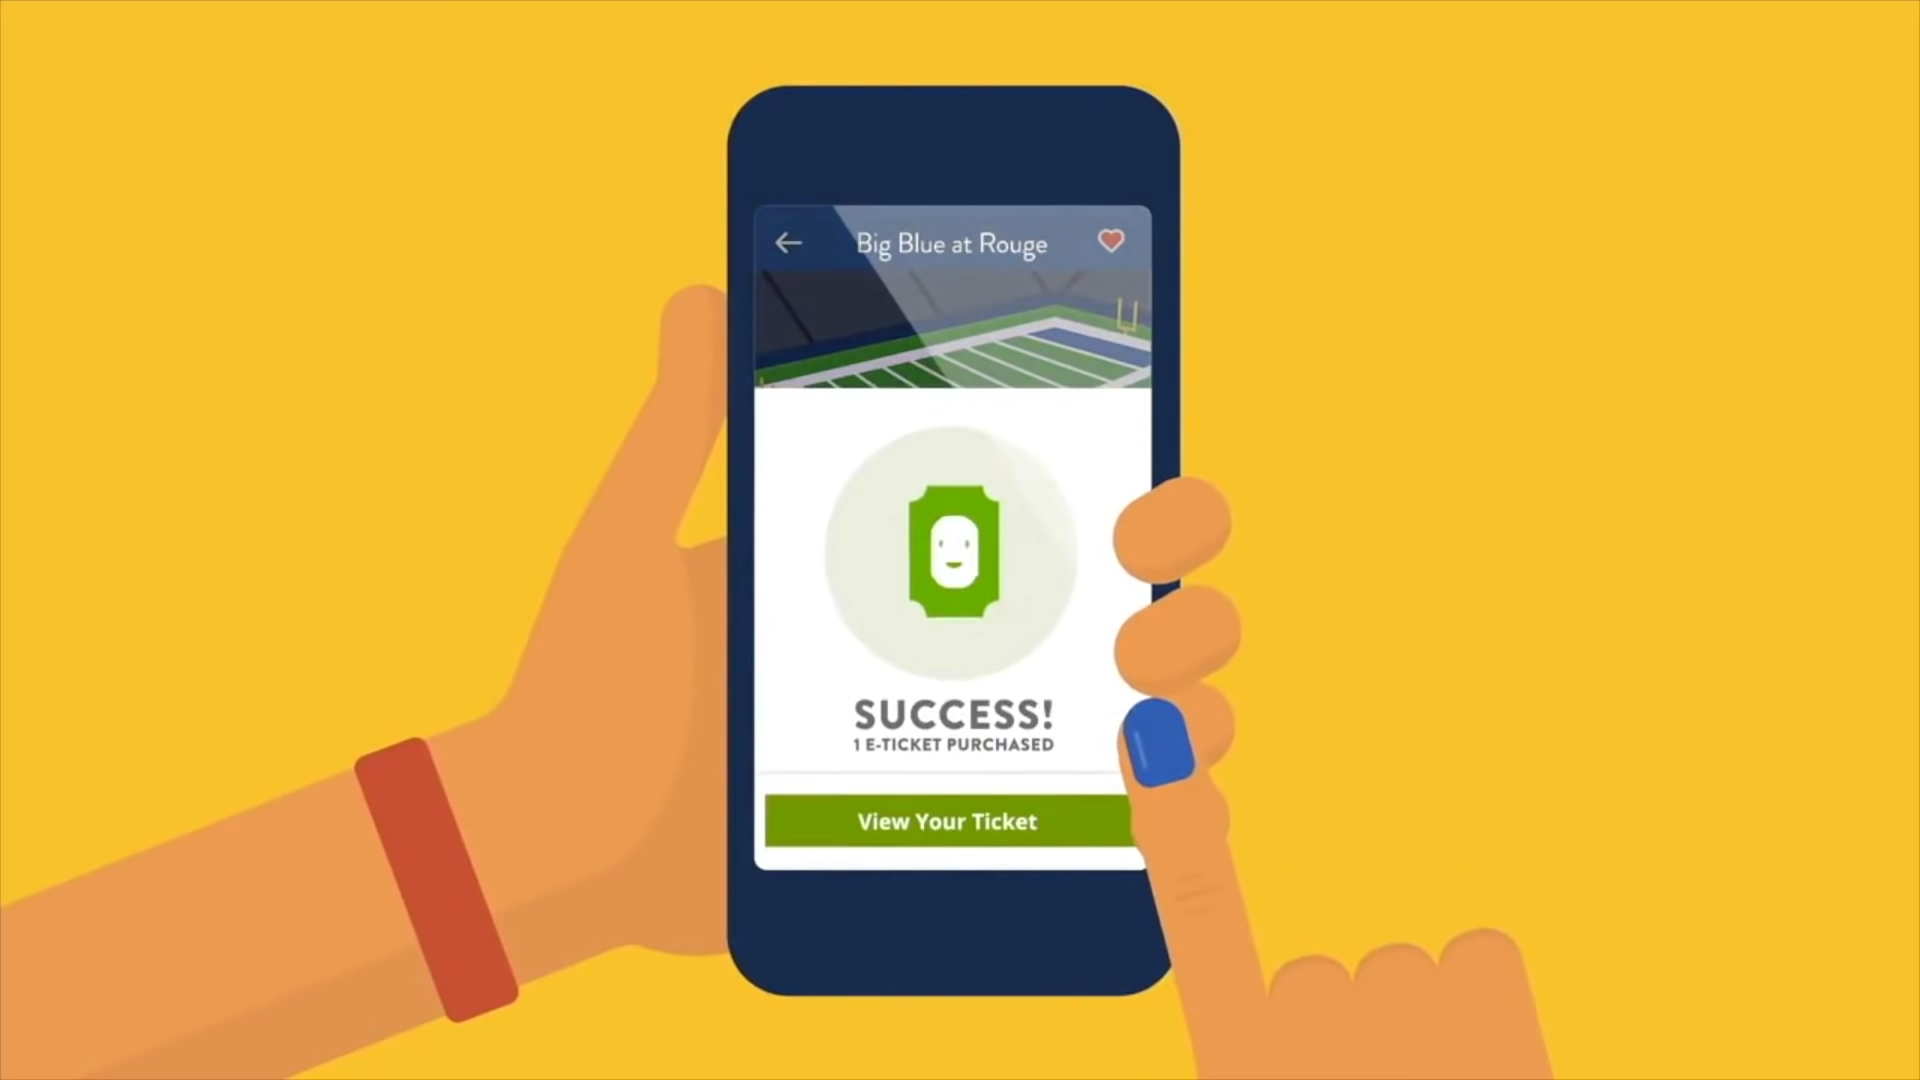 Big Blue at Rouge
SUCCESS!
1 E-TICKET PURCHASED
View Your Ticket